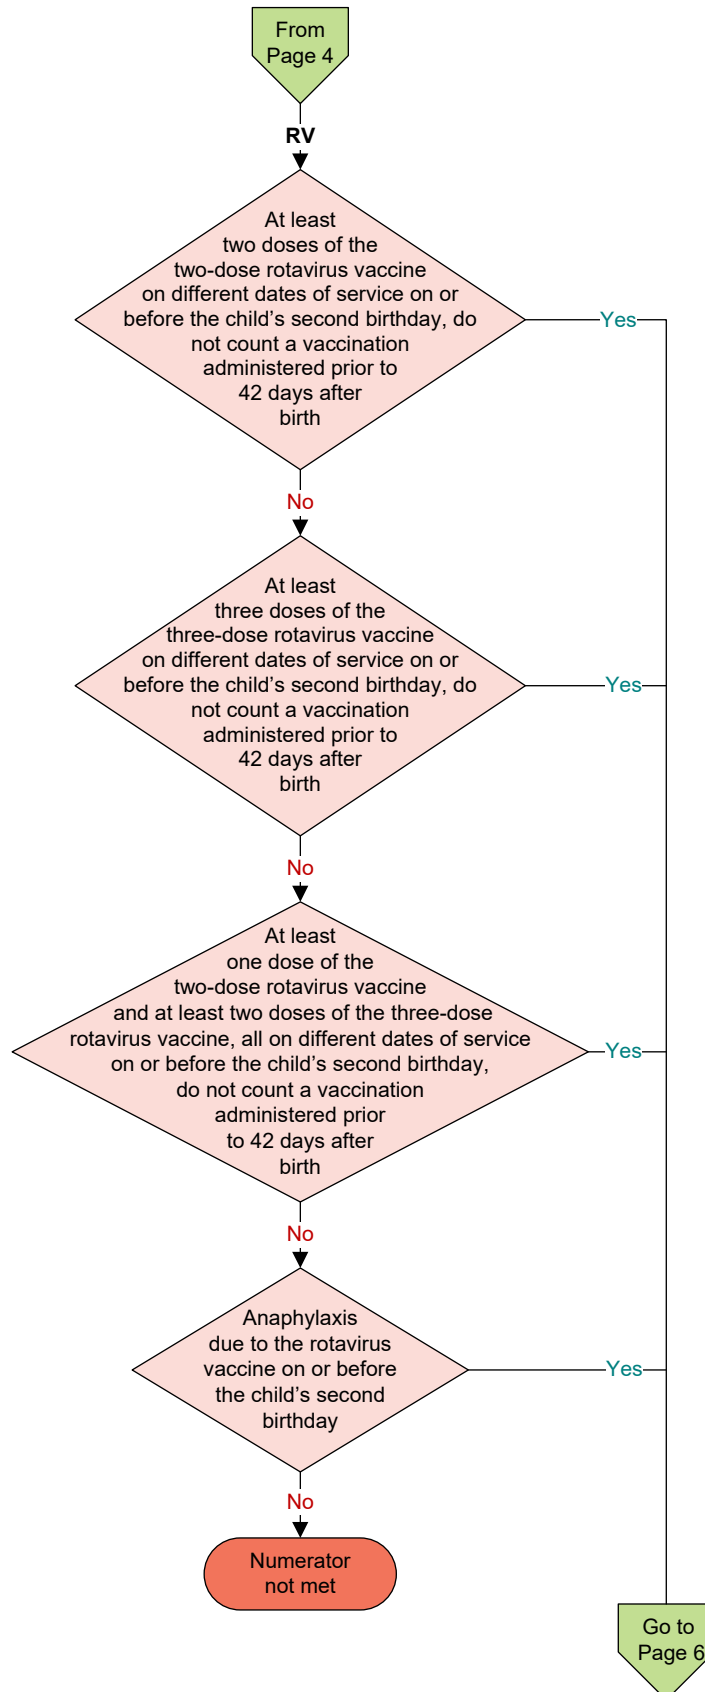 From
Page 4
RV
At least
two doses of the
two-dose rotavirus vaccine
on different dates of service on or
before the child’s second birthday, do
not count a vaccination
administered prior to
42 days after
birth
Yes
No
At least
three doses of the
three-dose rotavirus vaccine
on different dates of service on or
before the child’s second birthday, do
not count a vaccination
administered prior to
42 days after
birth
Yes
No
At least
one dose of the
two-dose rotavirus vaccine
and at least two doses of the three-dose
rotavirus vaccine, all on different dates of service
on or before the child’s second birthday,
do not count a vaccination
administered prior
to 42 days after
birth
Yes
No
Anaphylaxis
due to the rotavirus
vaccine on or before
the child’s second
birthday
Yes
No
Numerator
not met
Go to
Page 6